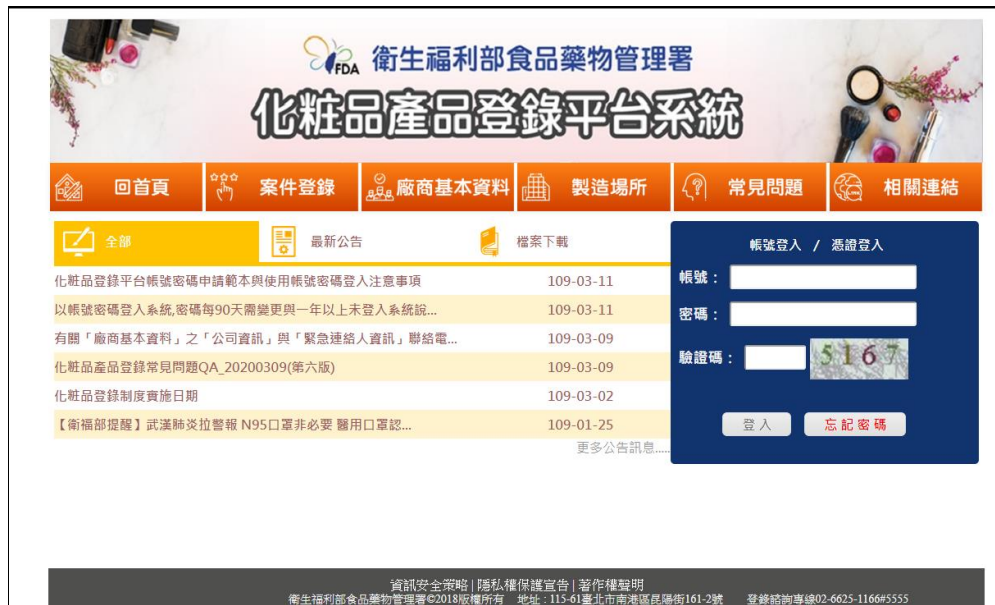 FDA 衛生福利部食品藥物管理署
化粧品產品登錄平台系統
回首頁 案件登錄 廠商基本資料 製造場所 常見問題 相關連結
全部 最新公告 檔案下載
帳號登入 / 憑證登入
化粧品登錄平台帳號密碼申請範本與使用帳號密碼登入注意事項 109-03-11
以帳號密碼登入系統,密碼每90天需變更與一年以上未登入系統說... 109-03-11
有關「廠商基本資料」之「公司資訊」與「緊急連絡人資訊」聯絡電... 109-03-09
化粧品產品登錄常見問題QA_20200309(第六版) 109-03-09
化粧品登錄制度實施日期 109-03-02
【衛福部提醒】武漢肺炎拉警報 N95口罩非必要 醫用口罩認... 109-01-25
更多公告訊息.....
帳號：
密碼：
驗證碼： 5167
登入 忘記密碼
資訊安全策略 | 隱私權保護宣告 | 著作權聲明
衛生福利部食品藥物管理署©2018版權所有 地址 : 115-61臺北市南港區昆陽街161-2號 登錄諮詢專線02-6625-1166#5555